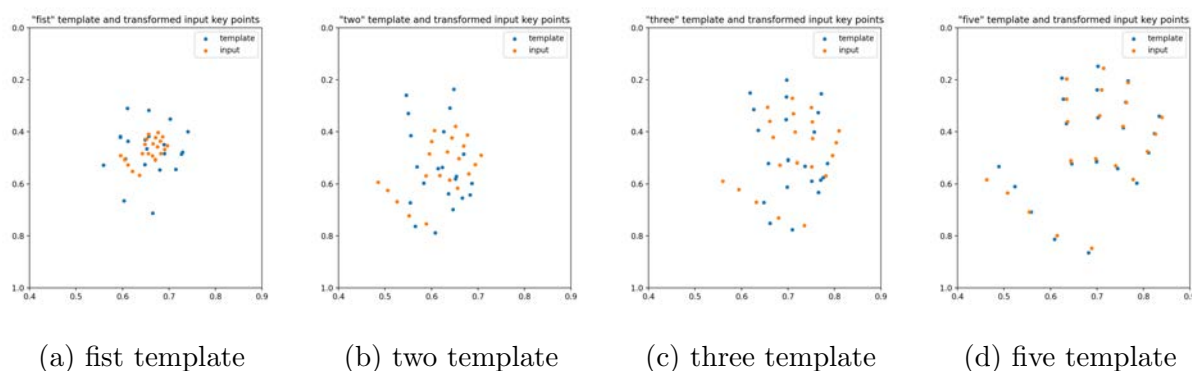 "fist" template and transformed input key points
template
input
0.0
0.2
0.4
0.6
0.8
1.0
0.4 0.5 0.6 0.7 0.8 0.9
(a) fist template
"two" template and transformed input key points
template
input
0.0
0.2
0.4
0.6
0.8
1.0
0.4 0.5 0.6 0.7 0.8 0.9
(b) two template
"three" template and transformed input key points
template
input
0.0
0.2
0.4
0.6
0.8
1.0
0.4 0.5 0.6 0.7 0.8 0.9
(c) three template
"five" template and transformed input key points
template
input
0.0
0.2
0.4
0.6
0.8
1.0
0.4 0.5 0.6 0.7 0.8 0.9
(d) five template